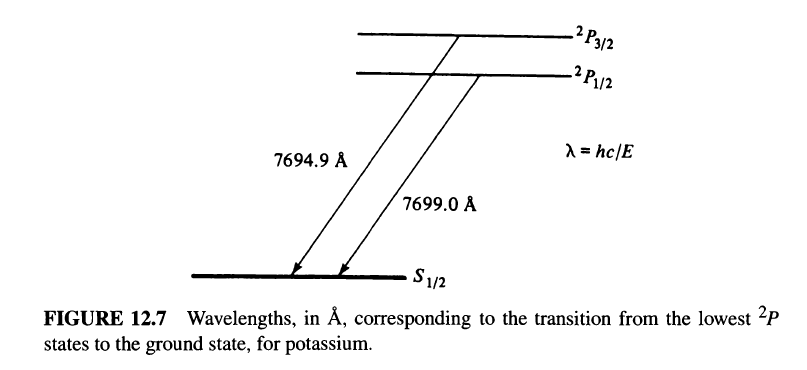 ²P₃/₂
²P₁/₂
λ = hc/E
7694.9 Å
7699.0 Å
S₁/₂
FIGURE 12.7 Wavelengths, in Å, corresponding to the transition from the lowest ²P
states to the ground state, for potassium.